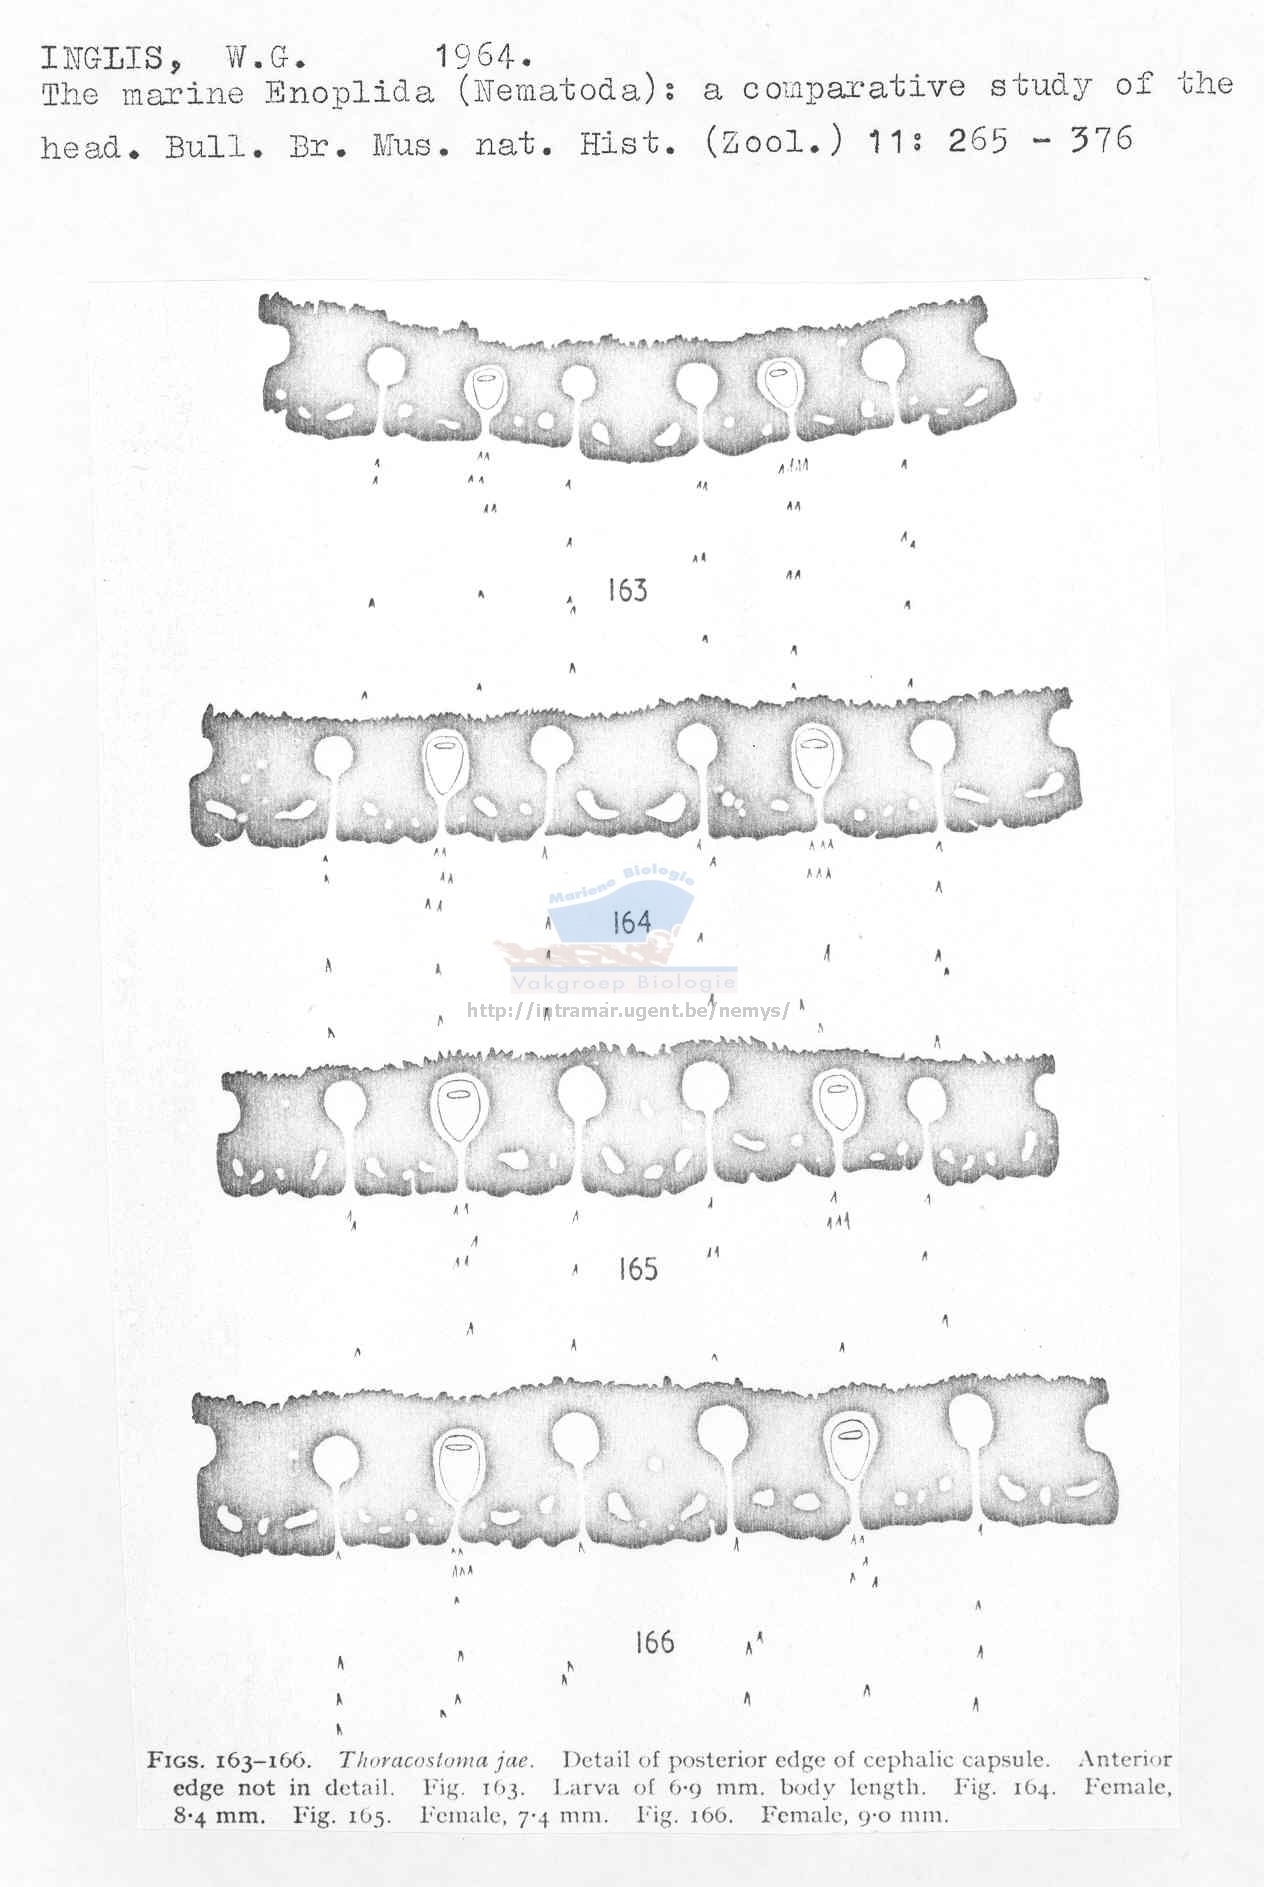 INGLIS, W.G. 1964.
The marine Enoplida (Nematoda): a comparative study of the
head. Bull. Br. Mus. nat. Hist. (Zool.) 11: 265 - 376
163
Mariene Biologie
164
Vakgroep Biologie
http://intramar.ugent.be/nemys/
165
166
FIGS. 163–166. Thoracostoma jae. Detail of posterior edge of cephalic capsule. Anterior
edge not in detail. Fig. 163. Larva of 6·9 mm. body length. Fig. 164. Female,
8·4 mm. Fig. 165. Female, 7·4 mm. Fig. 166. Female, 9·0 mm.